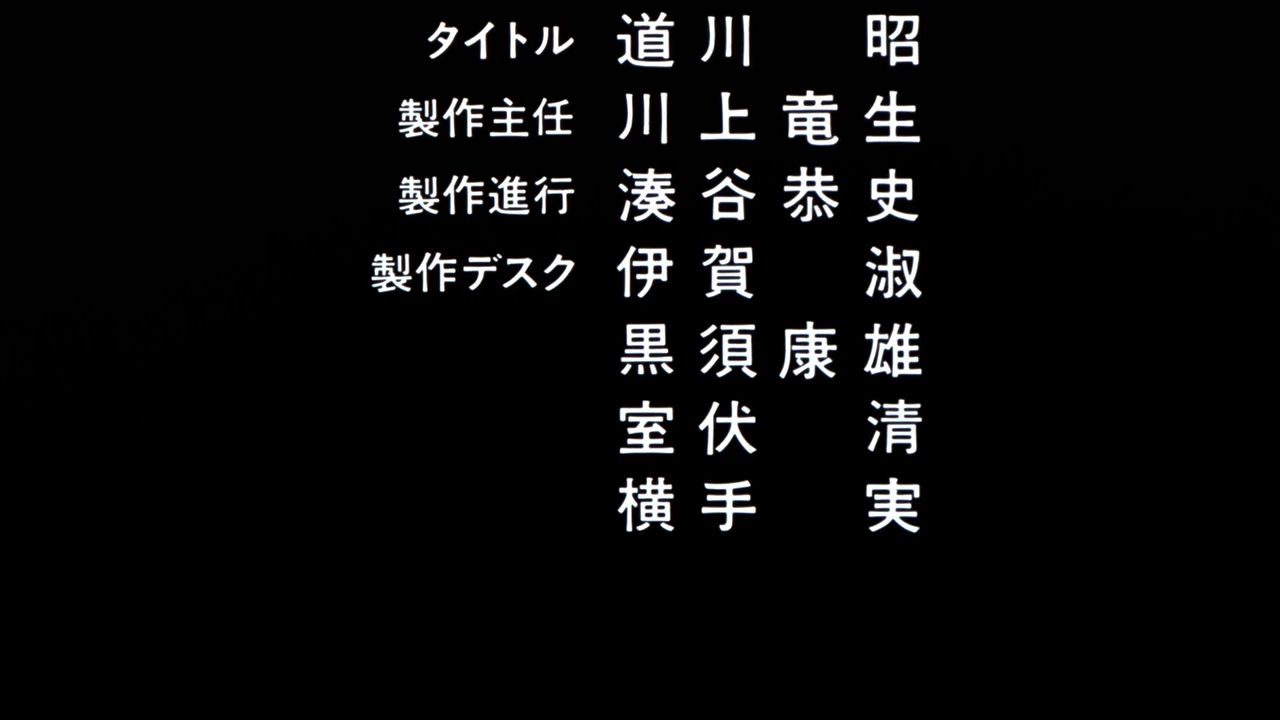 タイトル 道川 昭
製作主任 川上竜生
製作進行 湊谷恭史
製作デスク 伊賀 淑
黒須康雄
室伏 清
横手 実